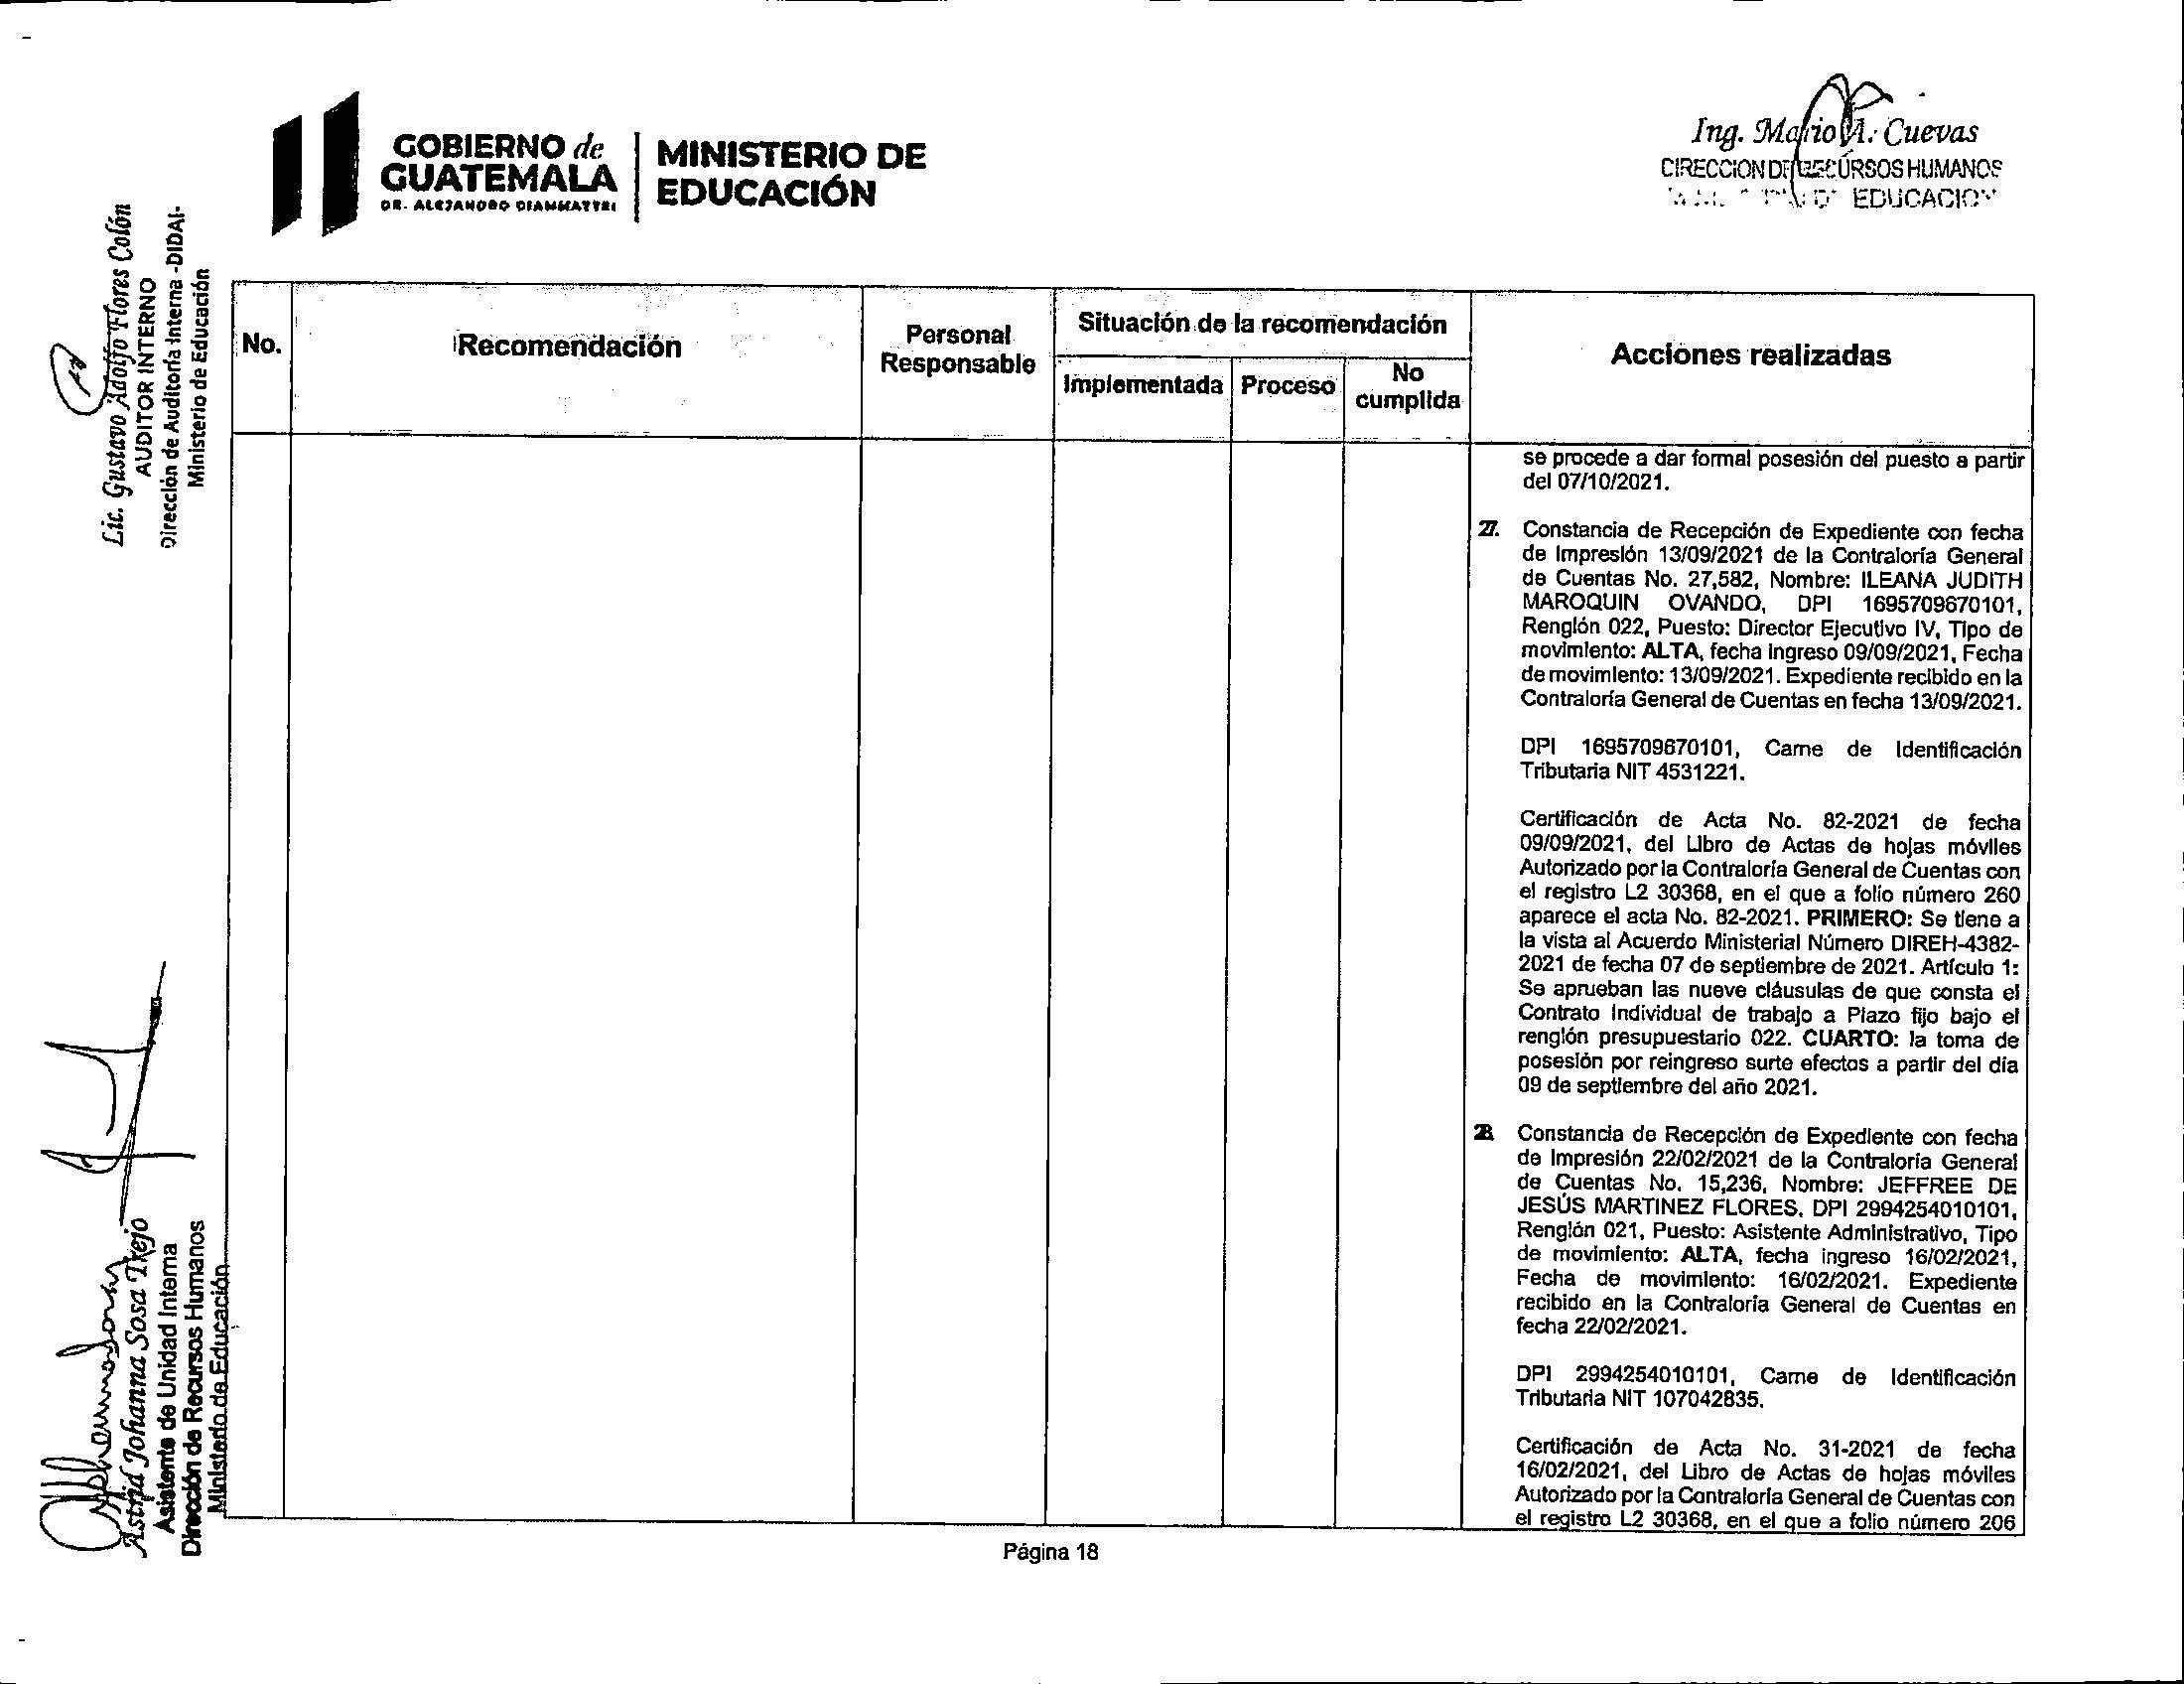 GOBIERNO de
GUATEMALA
DR. ALEJANDRO GIAMMATTEI
MINISTERIO DE
EDUCACIÓN
Ing. Mario A. Cuevas
DIRECCION DE RECURSOS HUMANOS
EDUCACION
Lic. Gustavo Adolfo Flores Colón
AUDITOR INTERNO
Dirección de Auditoría Interna -DIDAI-
Ministerio de Educación
No.
Recomendación
Personal
Responsable
Situación de la recomendación
Implementada
Proceso
No
cumplida
Acciones realizadas
se procede a dar formal posesión del puesto a partir
del 07/10/2021.
27. Constancia de Recepción de Expediente con fecha
de Impresión 13/09/2021 de la Contraloría General
de Cuentas No. 27,582, Nombre: ILEANA JUDITH
MAROQUIN OVANDO, DPI 1695709670101,
Renglón 022, Puesto: Director Ejecutivo IV, Tipo de
movimiento: ALTA, fecha ingreso 09/09/2021, Fecha
de movimiento: 13/09/2021. Expediente recibido en la
Contraloría General de Cuentas en fecha 13/09/2021.
DPI 1695709670101, Carne de Identificación
Tributaria NIT 4531221.
Certificación de Acta No. 82-2021 de fecha
09/09/2021, del Libro de Actas de hojas móviles
Autorizado por la Contraloría General de Cuentas con
el registro L2 30368, en el que a folio número 260
aparece el acta No. 82-2021. PRIMERO: Se tiene a
la vista al Acuerdo Ministerial Número DIREH-4382-
2021 de fecha 07 de septiembre de 2021. Artículo 1:
Se aprueban las nueve cláusulas de que consta el
Contrato Individual de trabajo a Plazo fijo bajo el
renglón presupuestario 022. CUARTO: la toma de
posesión por reingreso surte efectos a partir del día
09 de septiembre del año 2021.
28. Constancia de Recepción de Expediente con fecha
de Impresión 22/02/2021 de la Contraloría General
de Cuentas No. 15,236, Nombre: JEFFREE DE
JESÚS MARTINEZ FLORES, DPI 2994254010101,
Renglón 021, Puesto: Asistente Administrativo, Tipo
de movimiento: ALTA, fecha ingreso 16/02/2021,
Fecha de movimiento: 16/02/2021. Expediente
recibido en la Contraloría General de Cuentas en
fecha 22/02/2021.
DPI 2994254010101, Carne de Identificación
Tributaria NIT 107042835.
Certificación de Acta No. 31-2021 de fecha
16/02/2021, del Libro de Actas de hojas móviles
Autorizado por la Contraloría General de Cuentas con
el registro L2 30368, en el que a folio número 206
Astrid Johanna Sosa Trejo
Asistente de Unidad Interna
Dirección de Recursos Humanos
Ministerio de Educación
Página 18